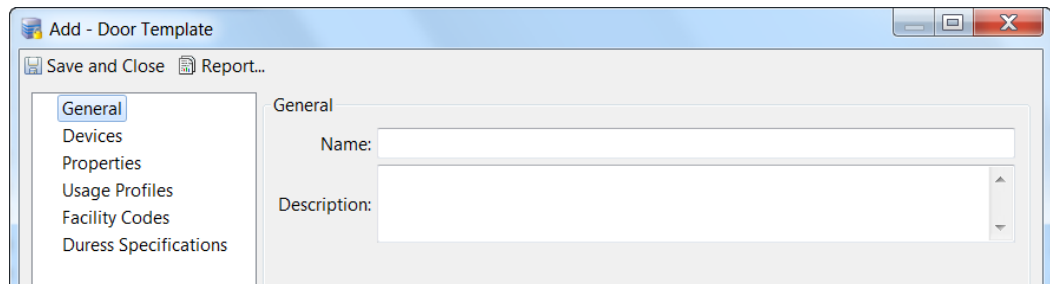 Add - Door Template
Save and Close Report...
General
Devices
Properties
Usage Profiles
Facility Codes
Duress Specifications
General
Name:
Description: